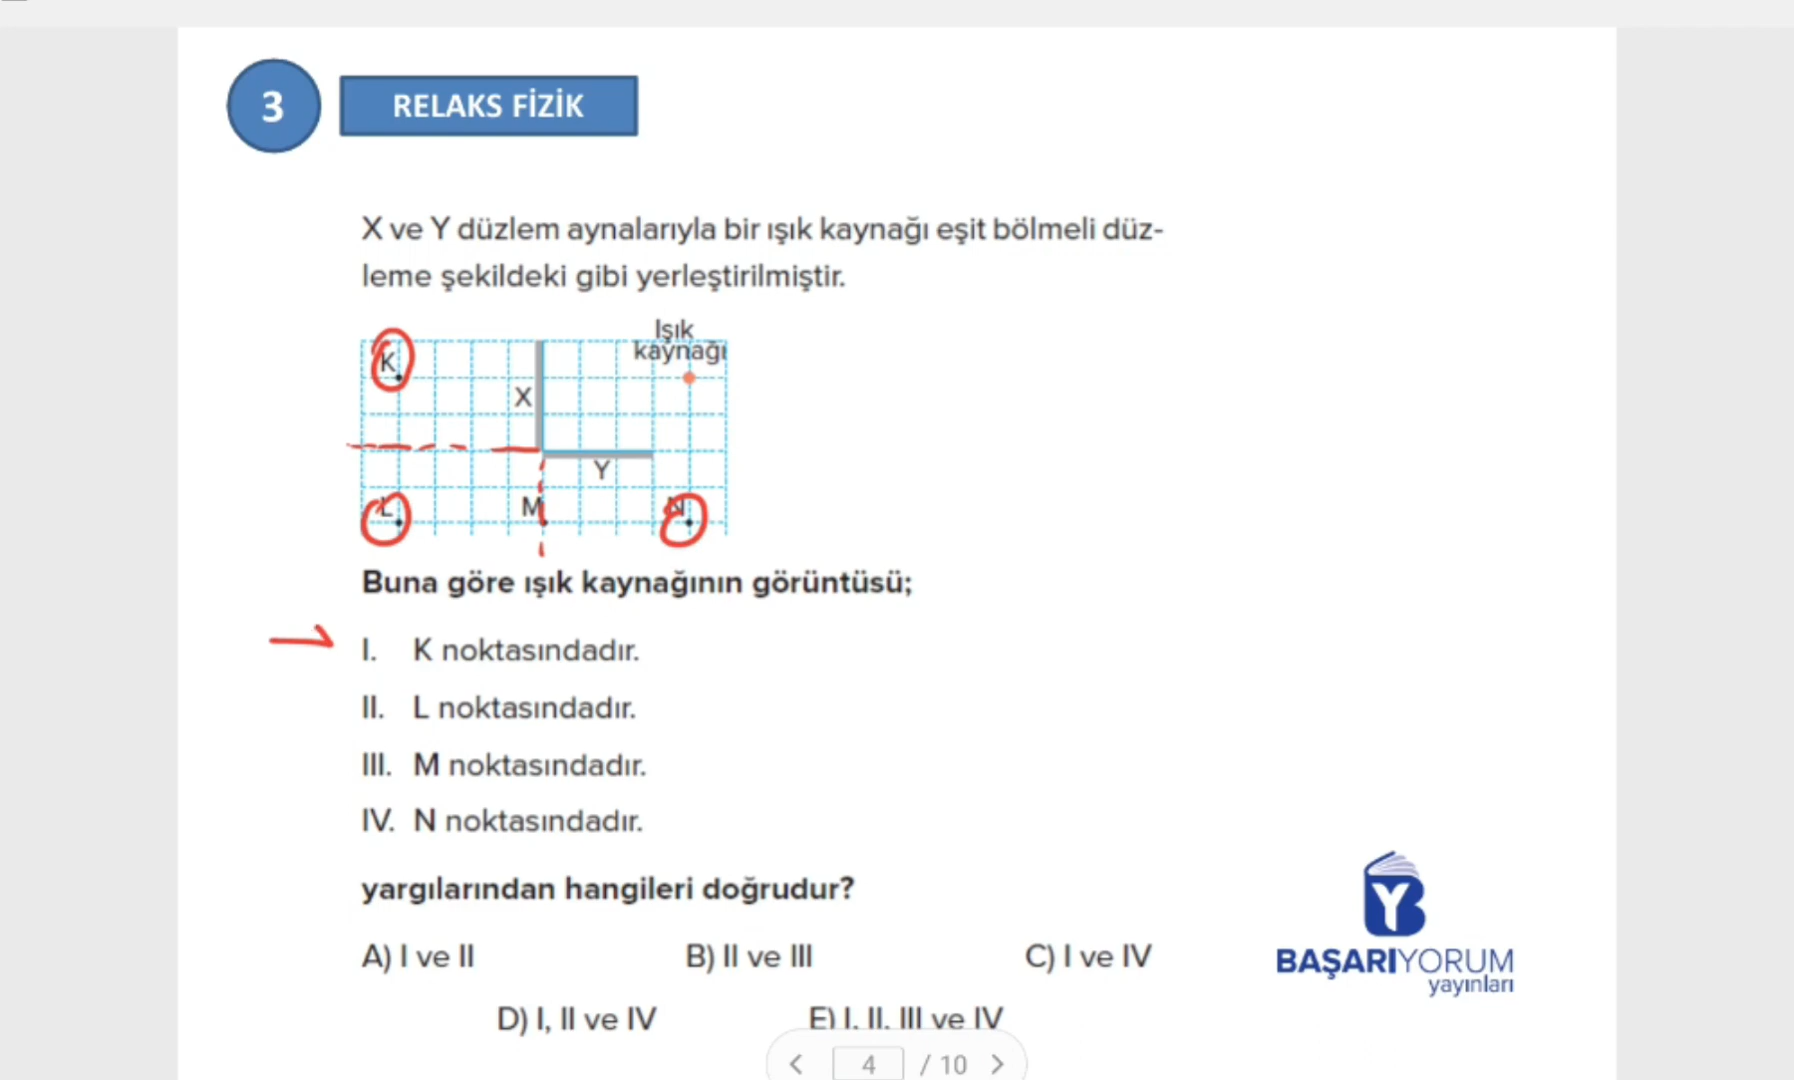 3
RELAKS FİZİK
X ve Y düzlem aynalarıyla bir ışık kaynağı eşit bölmeli düz-
leme şekildeki gibi yerleştirilmiştir.
Işık
kaynağı
K
X
Y
L
M
N
Buna göre ışık kaynağının görüntüsü;
I. K noktasındadır.
II. L noktasındadır.
III. M noktasındadır.
IV. N noktasındadır.
yargılarından hangileri doğrudur?
A) I ve II B) II ve III C) I ve IV
D) I, II ve IV E) I, II, III ve IV
BAŞARIYORUM
yayınları
4 / 10